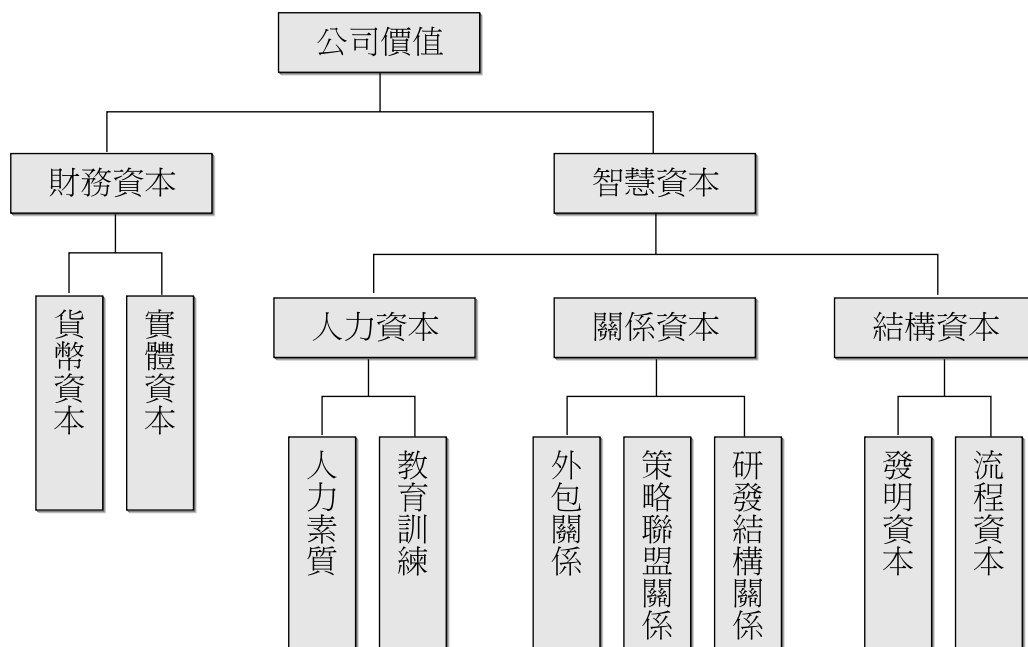 公司價值
財務資本
智慧資本
貨幣資本
實體資本
人力資本
關係資本
結構資本
人力素質
教育訓練
外包關係
策略聯盟關係
研發結構關係
發明資本
流程資本